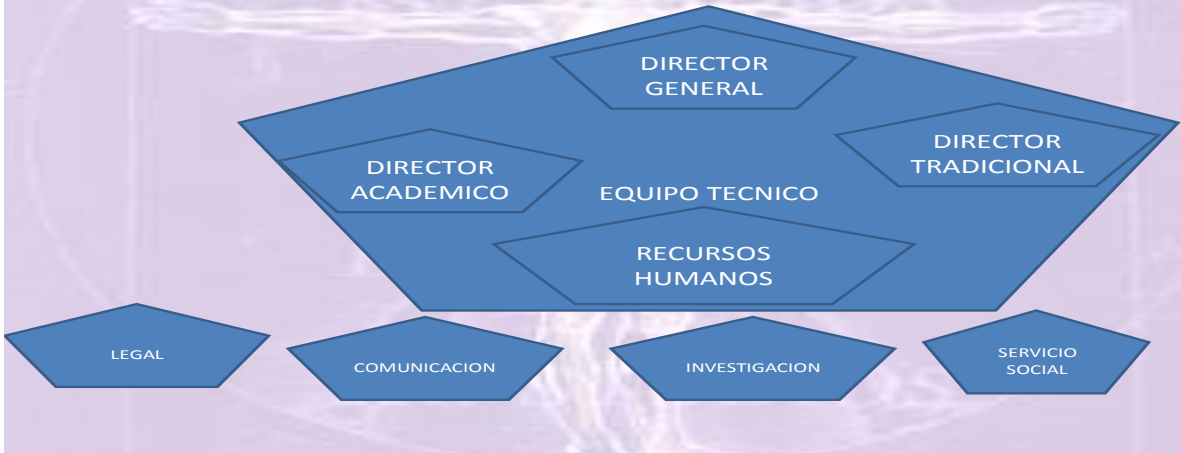 DIRECTOR
GENERAL
DIRECTOR
ACADEMICO
DIRECTOR
TRADICIONAL
EQUIPO TECNICO
RECURSOS
HUMANOS
LEGAL
COMUNICACION
INVESTIGACION
SERVICIO
SOCIAL